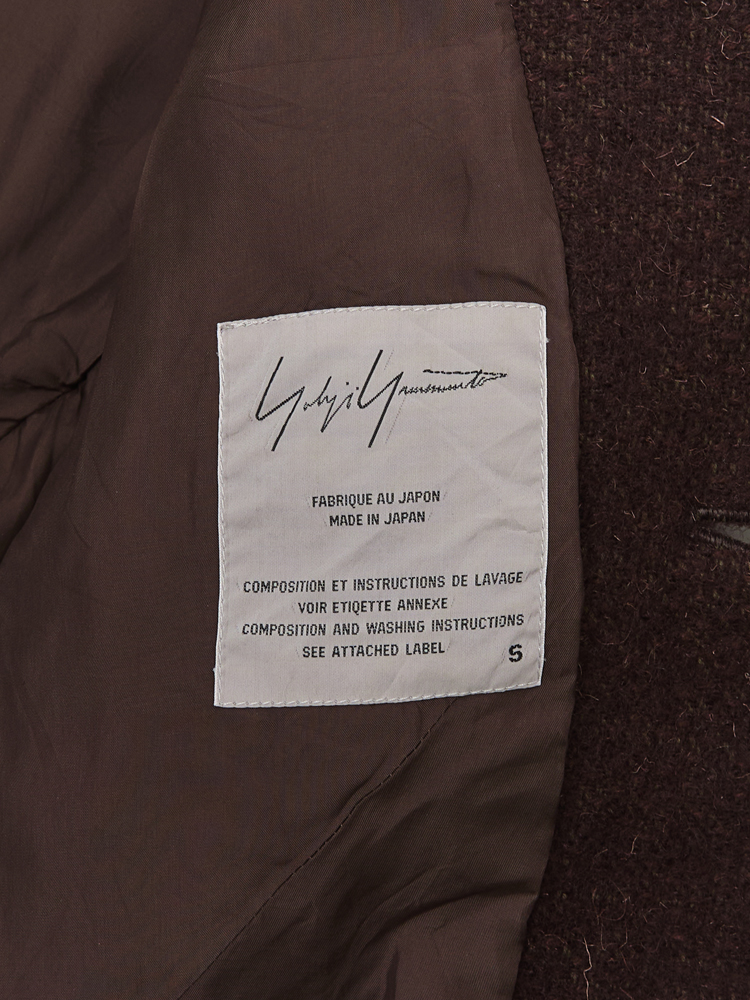 Yohji Yamamoto
FABRIQUE AU JAPON
MADE IN JAPAN
COMPOSITION ET INSTRUCTIONS DE LAVAGE
VOIR ETIQETTE ANNEXE
COMPOSITION AND WASHING INSTRUCTIONS
SEE ATTACHED LABEL
S